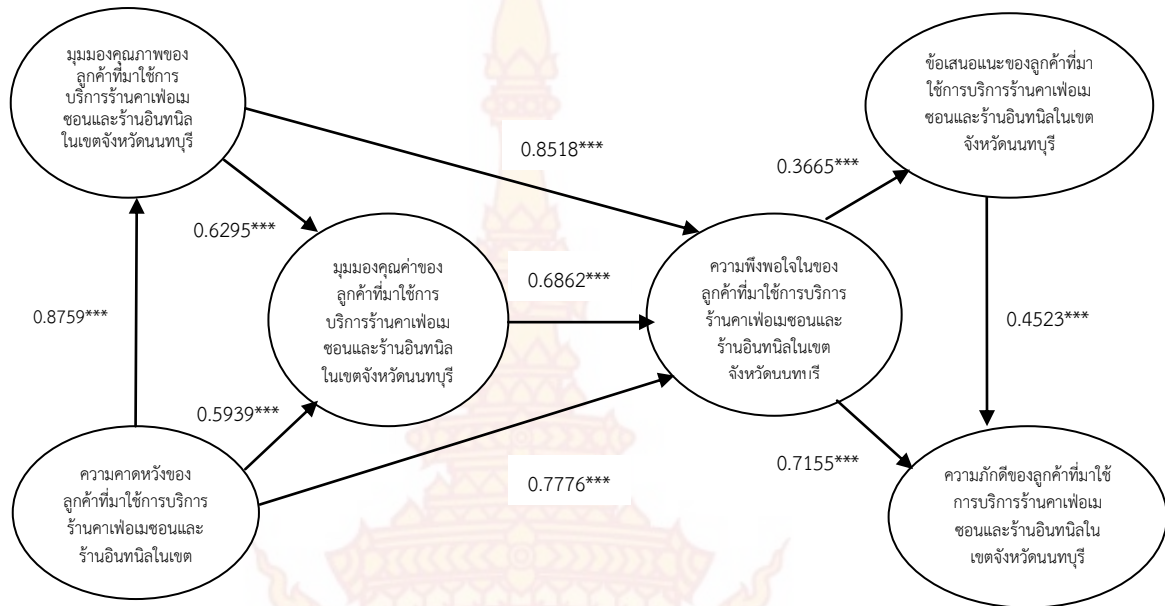 มุมมองคุณภาพของ
ลูกค้าที่มาใช้การ
บริการร้านคาเฟ่อเม
ซอนและร้านอินทนิล
ในเขตจังหวัดนนทบุรี
ข้อเสนอแนะของลูกค้าที่มา
ใช้การบริการร้านคาเฟ่อเม
ซอนและร้านอินทนิลในเขต
จังหวัดนนทบุรี
0.8518***
0.3665***
0.6295***
มุมมองคุณค่าของ
ลูกค้าที่มาใช้การ
บริการร้านคาเฟ่อเม
ซอนและร้านอินทนิล
ในเขตจังหวัดนนทบุรี
0.6862***
ความพึงพอใจในของ
ลูกค้าที่มาใช้การบริการ
ร้านคาเฟ่อเมซอนและ
ร้านอินทนิลในเขต
จังหวัดนนทบุรี
0.8759***
0.4523***
0.5939***
0.7776***
0.7155***
ความคาดหวังของ
ลูกค้าที่มาใช้การบริการ
ร้านคาเฟ่อเมซอนและ
ร้านอินทนิลในเขต
ความภักดีของลูกค้าที่มาใช้
การบริการร้านคาเฟ่อเม
ซอนและร้านอินทนิลใน
เขตจังหวัดนนทบุรี